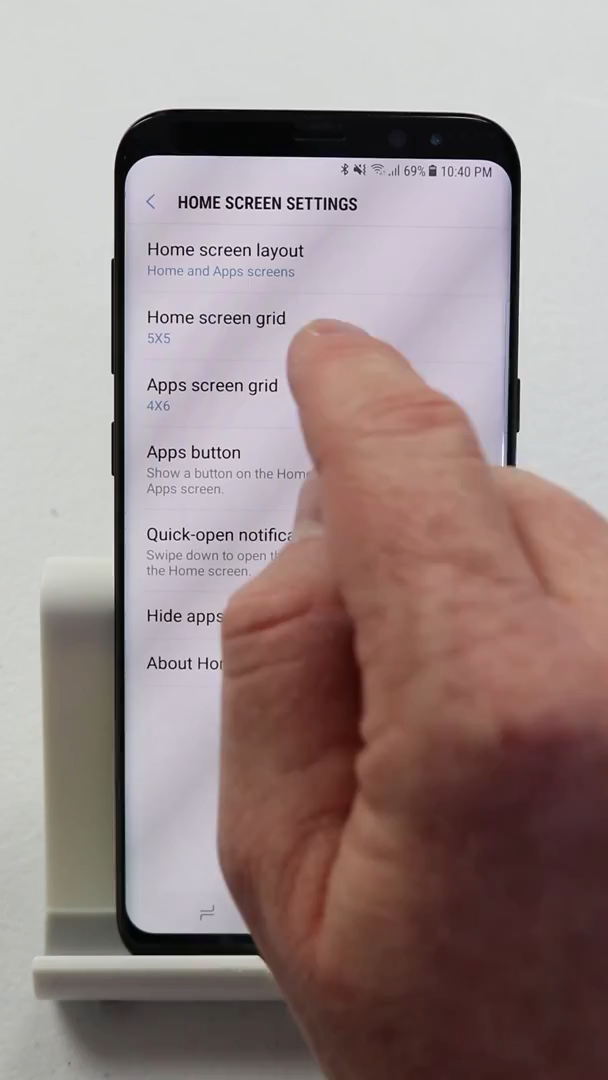 69% 10:40 PM
HOME SCREEN SETTINGS
Home screen layout
Home and Apps screens
Home screen grid
5X5
Apps screen grid
4X6
Apps button
Show a button on the Hom
Apps screen.
Quick-open notifica
Swipe down to open th
the Home screen.
Hide apps
About Ho